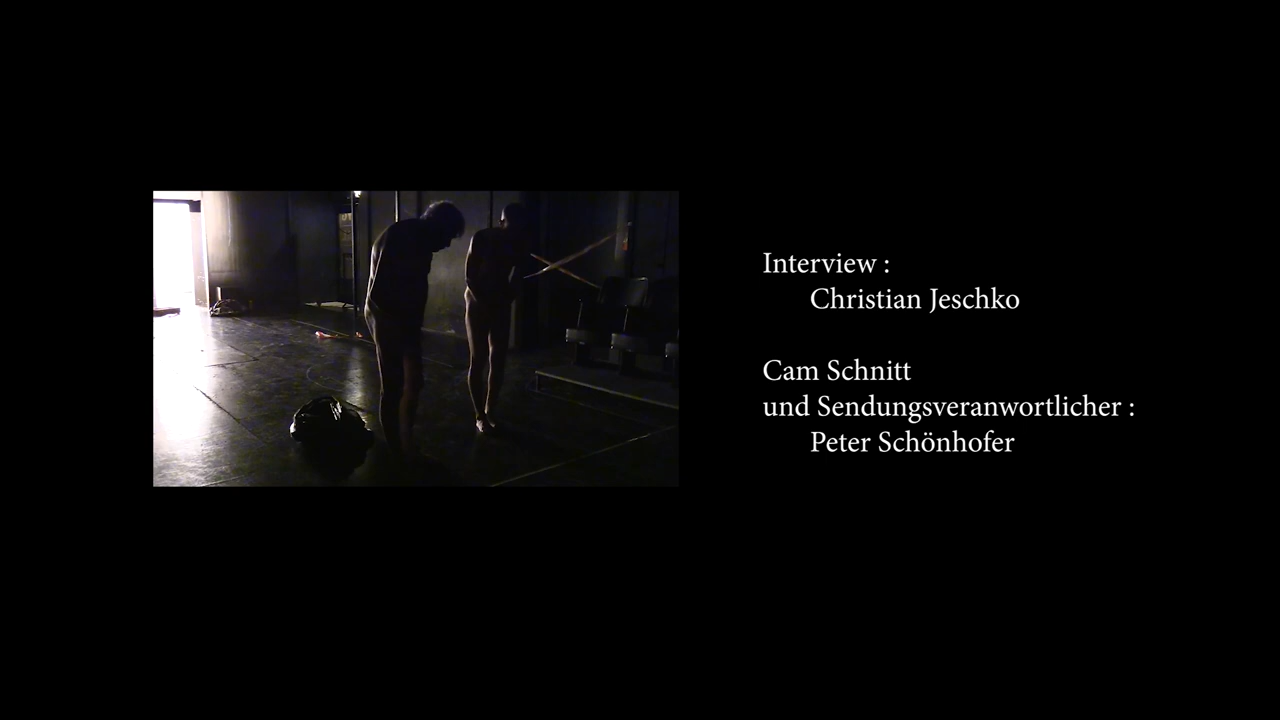 Interview :
Christian Jeschko
Cam Schnitt
und Sendungsveranwortlicher :
Peter Schönhofer